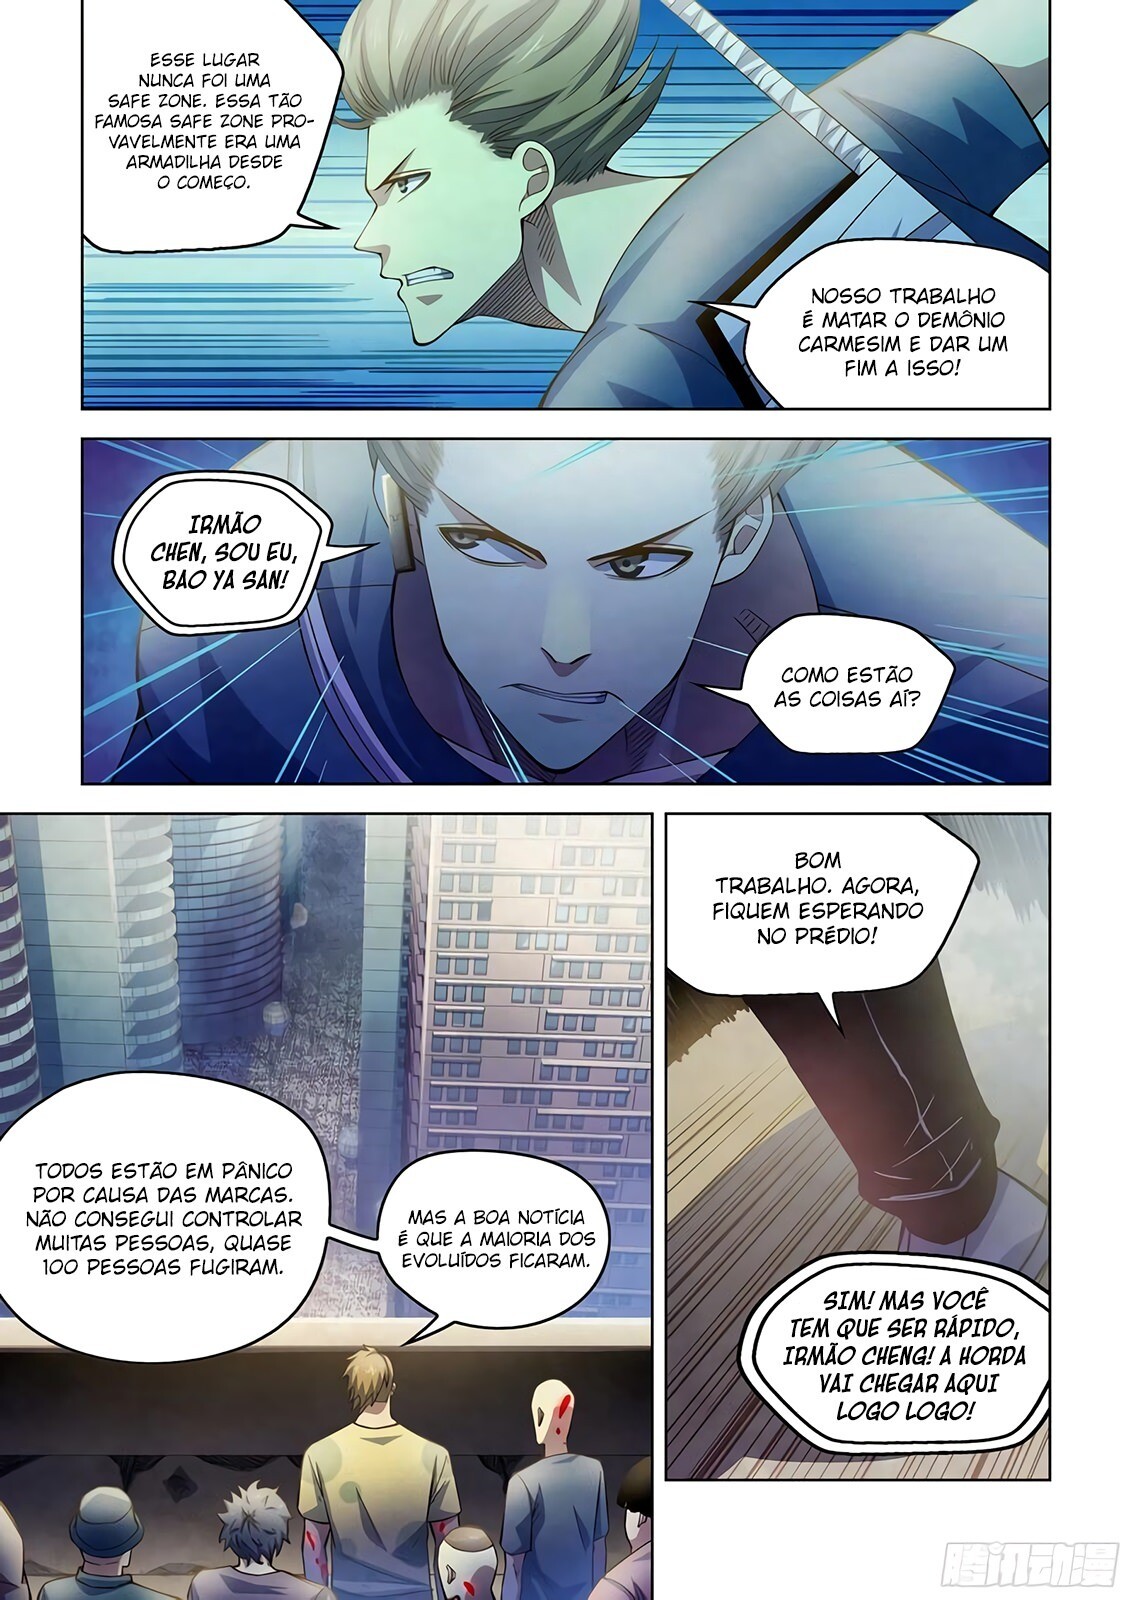 ESSE LUGAR
NUNCA FOI UMA
SAFE ZONE. ESSA TÃO
FAMOSA SAFE ZONE PRO-
VAVELMENTE ERA UMA
ARMADILHA DESDE
O COMEÇO.
NOSSO TRABALHO
É MATAR O DEMÔNIO
CARMESIM E DAR UM
FIM A ISSO!
IRMÃO
CHEN, SOU EU,
BAO YA SAN!
COMO ESTÃO
AS COISAS AÍ?
TODOS ESTÃO EM PÂNICO
POR CAUSA DAS MARCAS.
NÃO CONSEGUI CONTROLAR
MUITAS PESSOAS, QUASE
100 PESSOAS FUGIRAM.
MAS A BOA NOTÍCIA
É QUE A MAIORIA DOS
EVOLUÍDOS FICARAM.
BOM
TRABALHO. AGORA,
FIQUEM ESPERANDO
NO PRÉDIO!
SIM! MAS VOCÊ
TEM QUE SER RÁPIDO,
IRMÃO CHENG! A HORDA
VAI CHEGAR AQUI
LOGO LOGO!
腾讯动漫